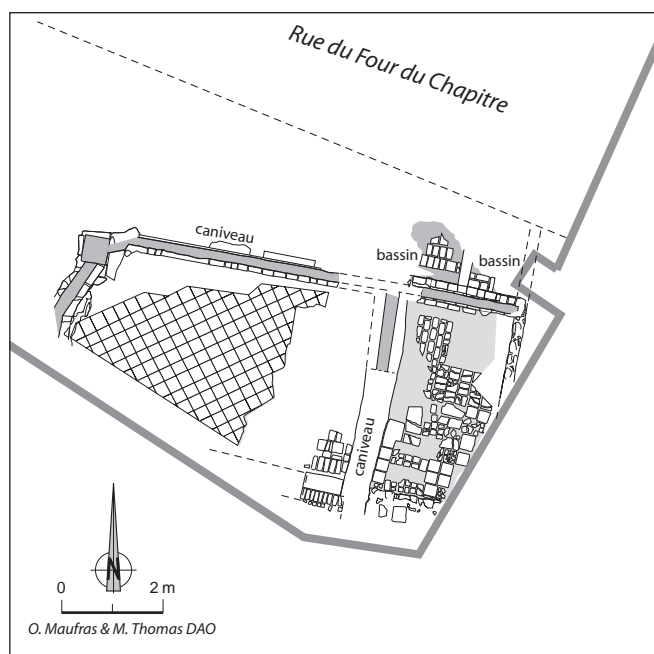 Rue du Four du Chapitre
caniveau
bassin
bassin
caniveau
N
0 2 m
O. Maufras & M. Thomas DAO